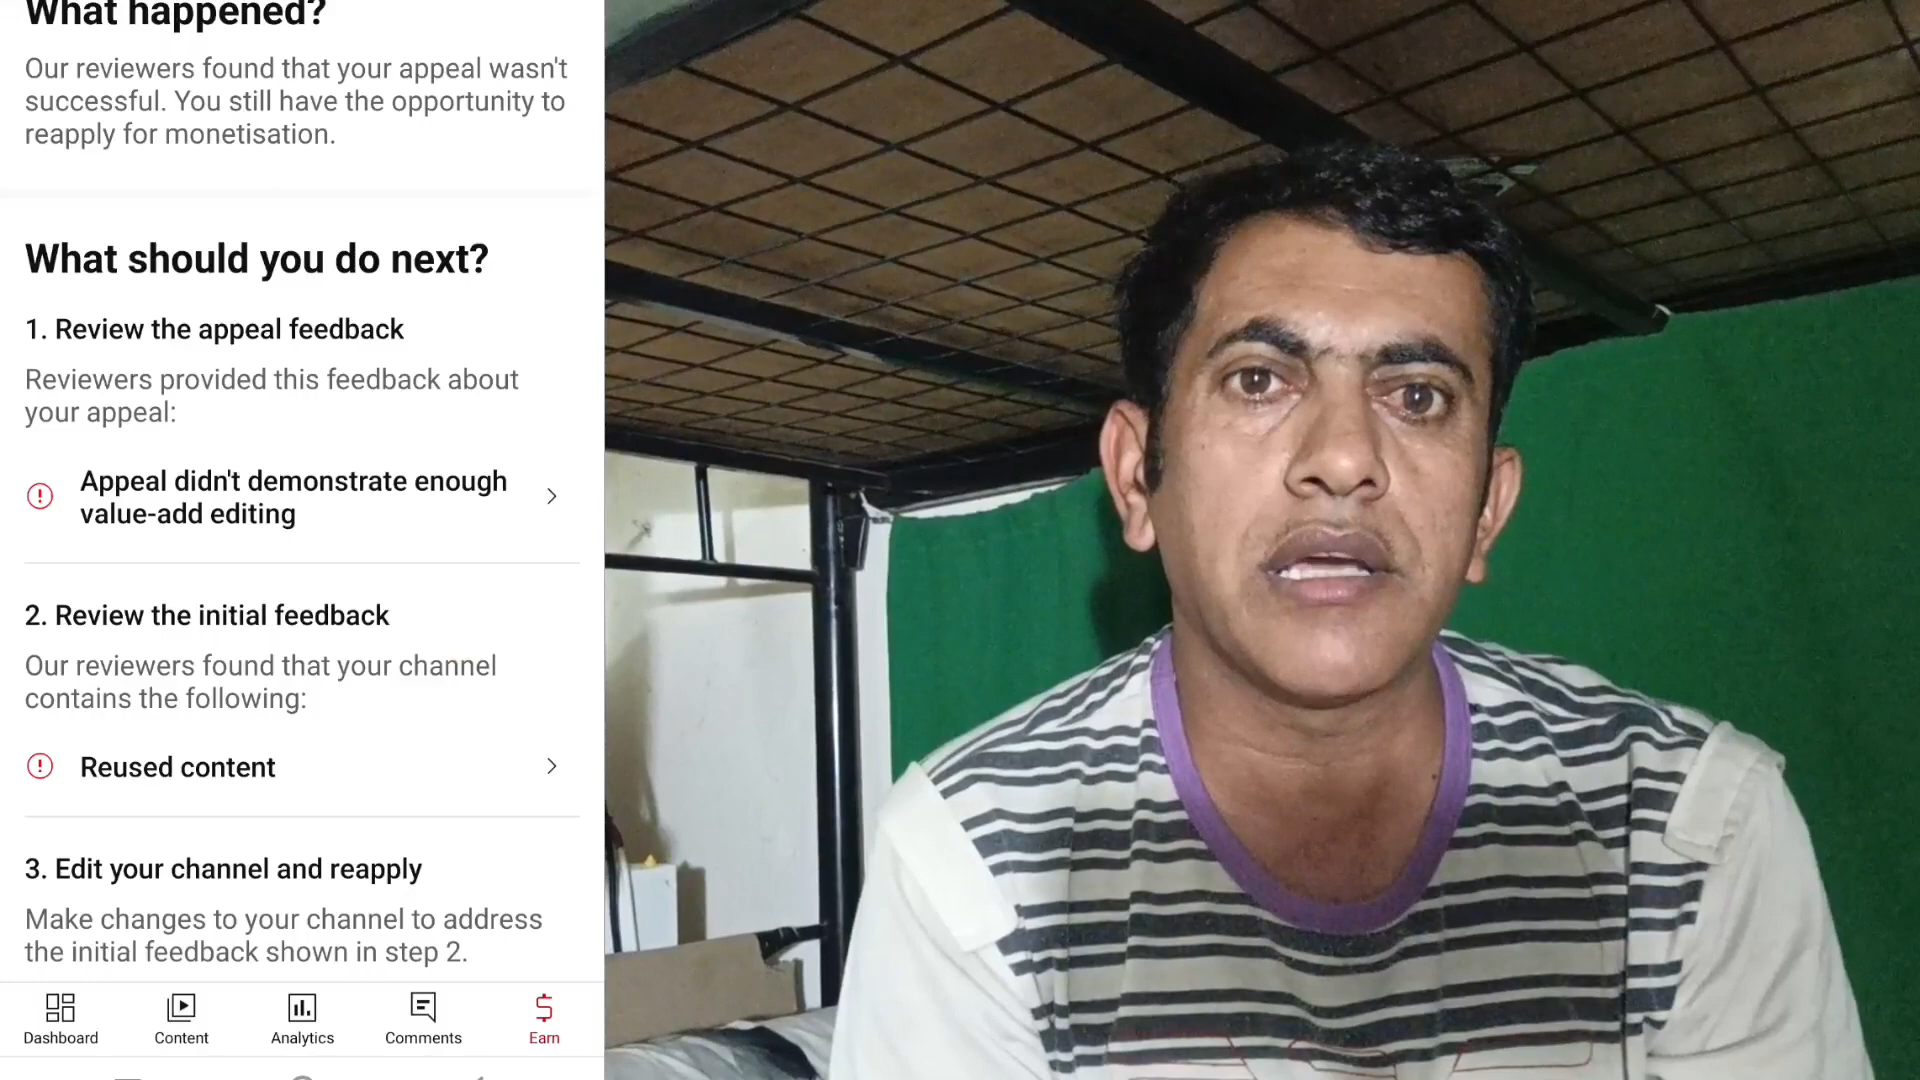 What happened?
Our reviewers found that your appeal wasn't
successful. You still have the opportunity to
reapply for monetisation.
What should you do next?
1. Review the appeal feedback
Reviewers provided this feedback about
your appeal:
Appeal didn't demonstrate enough
value-add editing
2. Review the initial feedback
Our reviewers found that your channel
contains the following:
Reused content
3. Edit your channel and reapply
Make changes to your channel to address
the initial feedback shown in step 2.
Dashboard
Content
Analytics
Comments
Earn